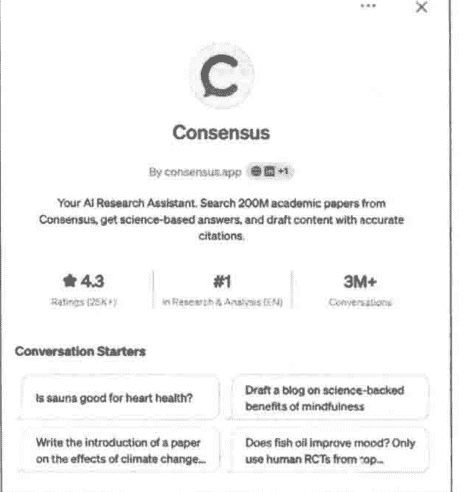 Consensus
By consensus.app +1
Your AI Research Assistant. Search 200M academic papers from
Consensus, get science-based answers, and draft content with accurate
citations.
4.3
#1
3M+
Ratings (25K+)
in Research & Analysis (EN)
Conversations
Conversation Starters
Is sauna good for heart health?
Draft a blog on science-backed
benefits of mindfulness
Write the introduction of a paper
on the effects of climate change...
Does fish oil improve mood? Only
use human RCTs from top...